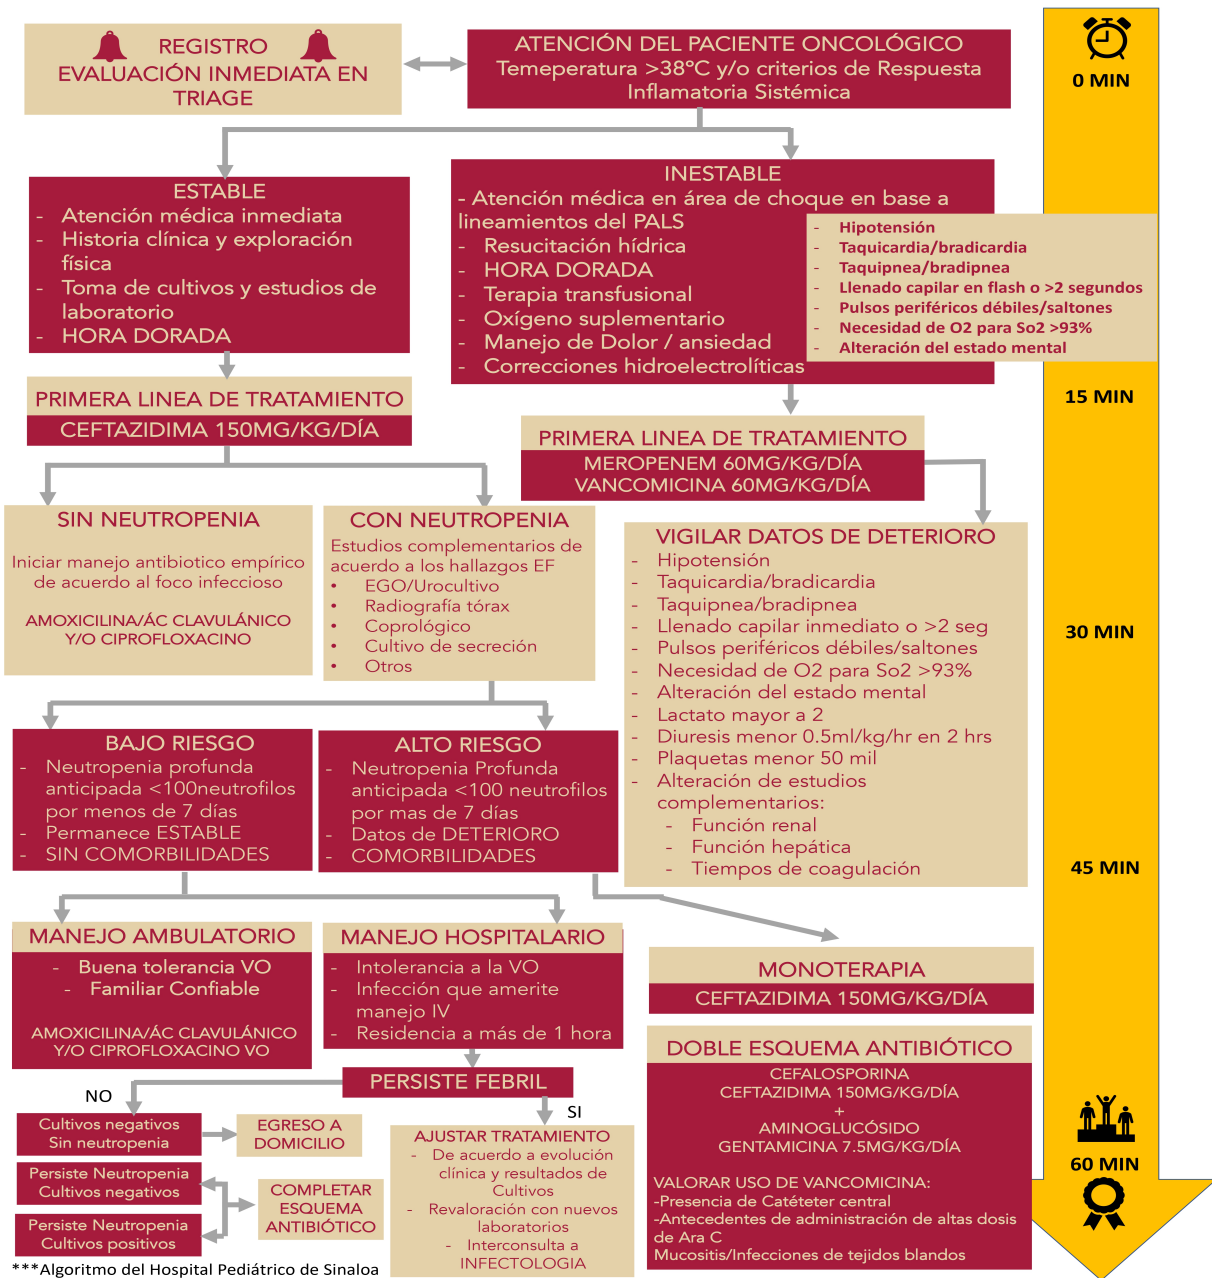 REGISTRO
EVALUACIÓN INMEDIATA EN
TRIAGE
ATENCIÓN DEL PACIENTE ONCOLÓGICO
Temeperatura >38ºC y/o criterios de Respuesta
Inflamatoria Sistémica
0 MIN
ESTABLE
- Atención médica inmediata
- Historia clínica y exploración
física
- Toma de cultivos y estudios de
laboratorio
- HORA DORADA
INESTABLE
- Atención médica en área de choque en base a
lineamientos del PALS
- Resucitación hídrica
- HORA DORADA
- Terapia transfusional
- Oxígeno suplementario
- Manejo de Dolor / ansiedad
- Correcciones hidroelectrolíticas
- Hipotensión
- Taquicardia/bradicardia
- Taquipnea/bradipnea
- Llenado capilar en flash o >2 segundos
- Pulsos periféricos débiles/saltones
- Necesidad de O2 para So2 >93%
- Alteración del estado mental
15 MIN
PRIMERA LINEA DE TRATAMIENTO
CEFTAZIDIMA 150MG/KG/DÍA
PRIMERA LINEA DE TRATAMIENTO
MEROPENEM 60MG/KG/DÍA
VANCOMICINA 60MG/KG/DÍA
SIN NEUTROPENIA
Iniciar manejo antibiotico empírico
de acuerdo al foco infeccioso
AMOXICILINA/ÁC CLAVULÁNICO
Y/O CIPROFLOXACINO
CON NEUTROPENIA
Estudios complementarios de
acuerdo a los hallazgos EF
• EGO/Urocultivo
• Radiografía tórax
• Coprológico
• Cultivo de secreción
• Otros
VIGILAR DATOS DE DETERIORO
- Hipotensión
- Taquicardia/bradicardia
- Taquipnea/bradipnea
- Llenado capilar inmediato o >2 seg
- Pulsos periféricos débiles/saltones
- Necesidad de O2 para So2 >93%
- Alteración del estado mental
- Lactato mayor a 2
- Diuresis menor 0.5ml/kg/hr en 2 hrs
- Plaquetas menor 50 mil
- Alteración de estudios
complementarios:
- Función renal
- Función hepática
- Tiempos de coagulación
30 MIN
BAJO RIESGO
- Neutropenia profunda
anticipada <100neutrofilos
por menos de 7 días
- Permanece ESTABLE
- SIN COMORBILIDADES
ALTO RIESGO
- Neutropenia Profunda
anticipada <100 neutrofilos
por mas de 7 días
- Datos de DETERIORO
- COMORBILIDADES
45 MIN
MANEJO AMBULATORIO
- Buena tolerancia VO
- Familiar Confiable
AMOXICILINA/ÁC CLAVULÁNICO
Y/O CIPROFLOXACINO VO
MANEJO HOSPITALARIO
- Intolerancia a la VO
- Infección que amerite
manejo IV
- Residencia a más de 1 hora
MONOTERAPIA
CEFTAZIDIMA 150MG/KG/DÍA
DOBLE ESQUEMA ANTIBIÓTICO
CEFALOSPORINA
CEFTAZIDIMA 150MG/KG/DÍA
+
AMINOGLUCÓSIDO
GENTAMICINA 7.5MG/KG/DÍA
VALORAR USO DE VANCOMICINA:
-Presencia de Catéteter central
-Antecedentes de administración de altas dosis
de Ara C
Mucositis/Infecciones de tejidos blandos
PERSISTE FEBRIL
NO
SI
Cultivos negativos
Sin neutropenia
EGRESO A
DOMICILIO
Persiste Neutropenia
Cultivos negativos
COMPLETAR
ESQUEMA
ANTIBIÓTICO
Persiste Neutropenia
Cultivos positivos
AJUSTAR TRATAMIENTO
- De acuerdo a evolución
clínica y resultados de
Cultivos
- Revaloración con nuevos
laboratorios
- Interconsulta a
INFECTOLOGIA
60 MIN
***Algoritmo del Hospital Pediátrico de Sinaloa